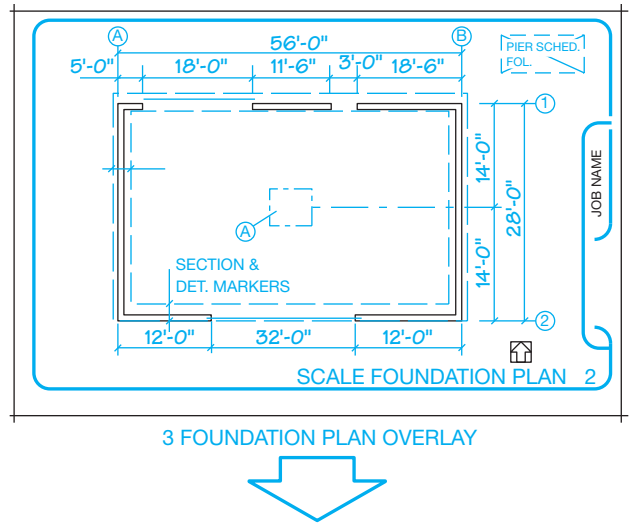 A
B
56'-0"
5'-0" 18'-0" 11'-6" 3'-0" 18'-6"
PIER SCHED.
FOL.
1
14'-0"
28'-0"
14'-0"
JOB NAME
A
SECTION &
DET. MARKERS
2
12'-0" 32'-0" 12'-0"
SCALE FOUNDATION PLAN 2
3 FOUNDATION PLAN OVERLAY